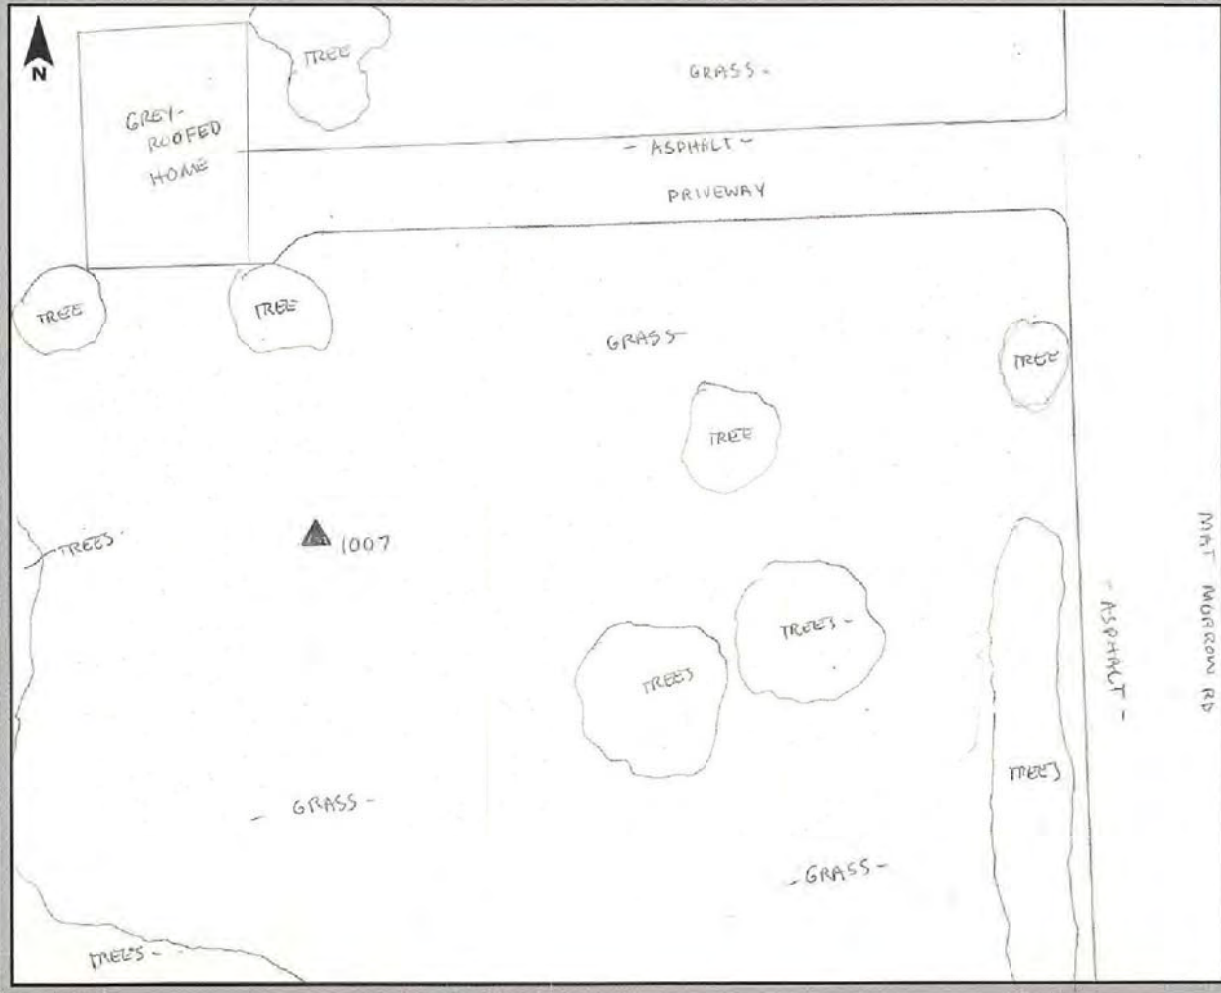 N
TREE
GRASS-
GREY-
ROOFED
HOME
- ASPHALT -
DRIVEWAY
TREE
TREE
GRASS-
TREE
TREE
TREES-
1007
TREES-
TREES
- ASPHALT -
MAT MORROW RD
TREES
- GRASS -
- GRASS -
TREES-